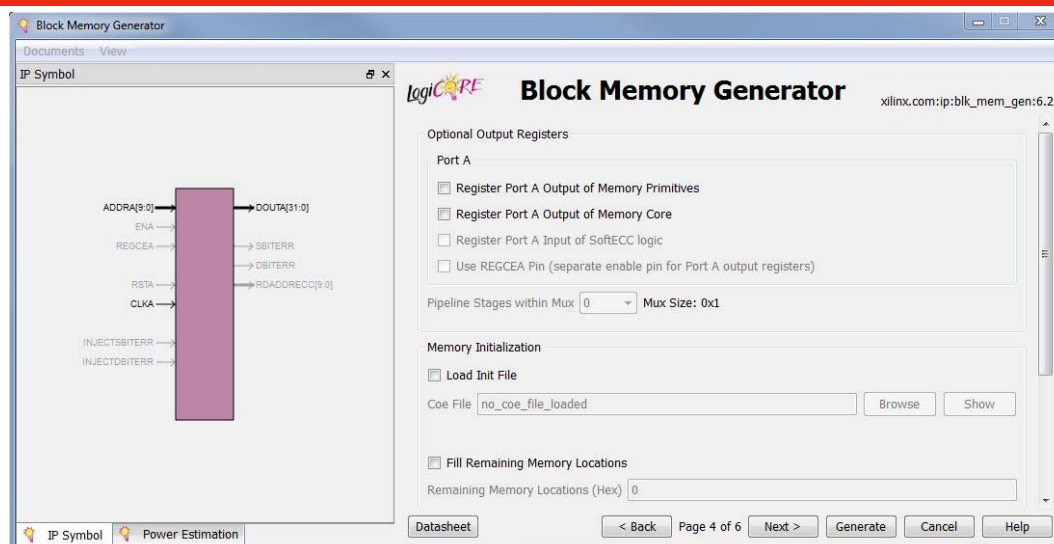 Block Memory Generator
Documents View
IP Symbol
ADDRA[9:0]
DOUTA[31:0]
ENA
REGCEA
SBITERR
DBITERR
RSTA
RDADDRECC[9:0]
CLKA
INJECTSBITERR
INJECTDBITERR
IP Symbol
Power Estimation
LogiCORE
Block Memory Generator
xilinx.com:ip:blk_mem_gen:6.2
Optional Output Registers
Port A
Register Port A Output of Memory Primitives
Register Port A Output of Memory Core
Register Port A Input of SoftECC logic
Use REGCEA Pin (separate enable pin for Port A output registers)
Pipeline Stages within Mux 0 Mux Size: 0x1
Memory Initialization
Load Init File
Coe File no_coe_file_loaded Browse Show
Fill Remaining Memory Locations
Remaining Memory Locations (Hex) 0
Datasheet < Back Page 4 of 6 Next > Generate Cancel Help